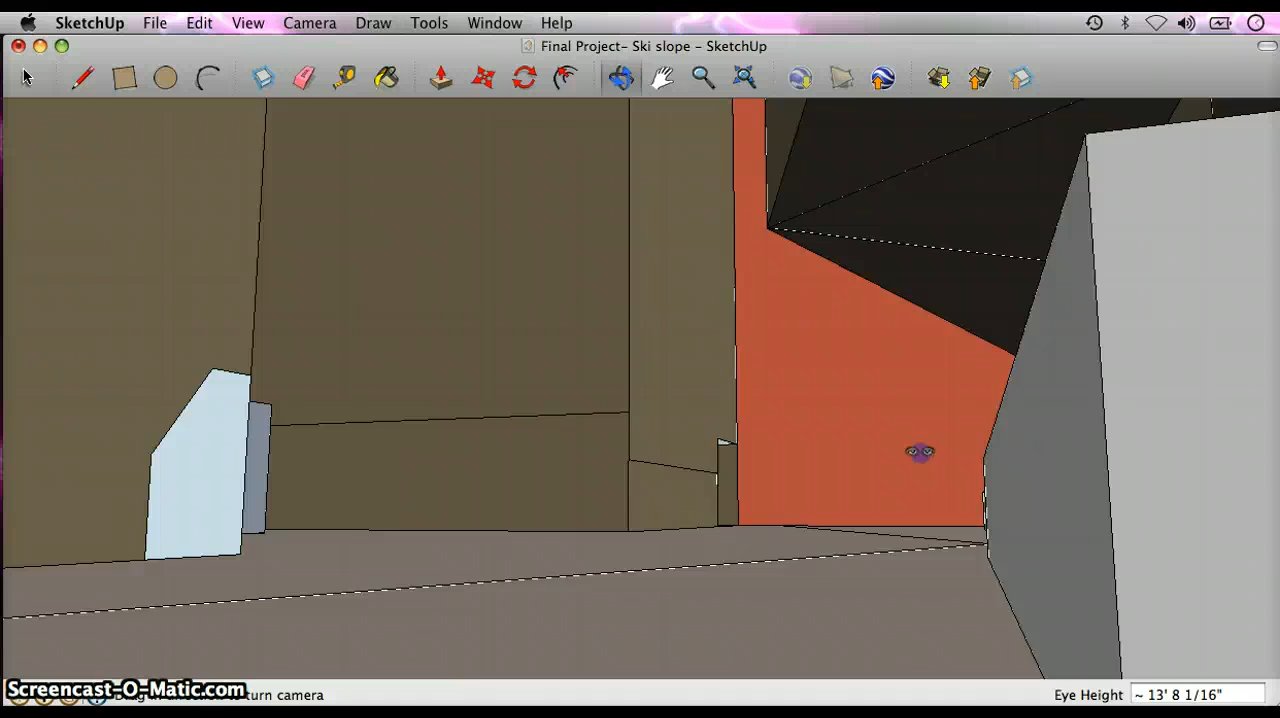 SketchUp File Edit View Camera Draw Tools Window Help
Final Project- Ski slope - SketchUp
Screencast-O-Matic.com to turn camera
Eye Height ~ 13' 8 1/16"